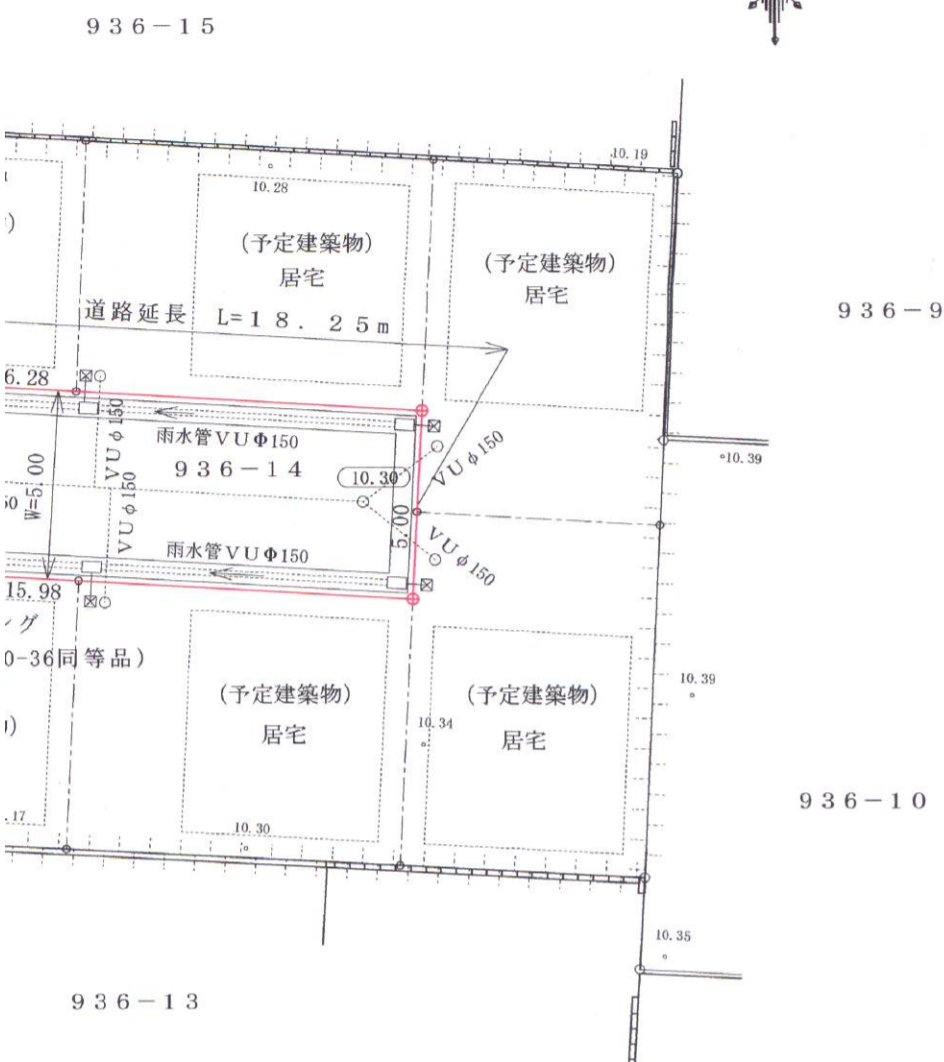 936-15
10.19
10.28
(予定建築物)
居宅
(予定建築物)
居宅
936-9
道路延長 L=18.25m
6.28
雨水管VUΦ150
VUφ150
936-14
10.30
VUφ150
10.39
W=5.00
VUφ150
5.00
VUφ150
雨水管VUΦ150
15.98
グ
0-36同等品)
(予定建築物)
居宅
10.34
(予定建築物)
居宅
10.39
936-10
.17
10.30
10.35
936-13